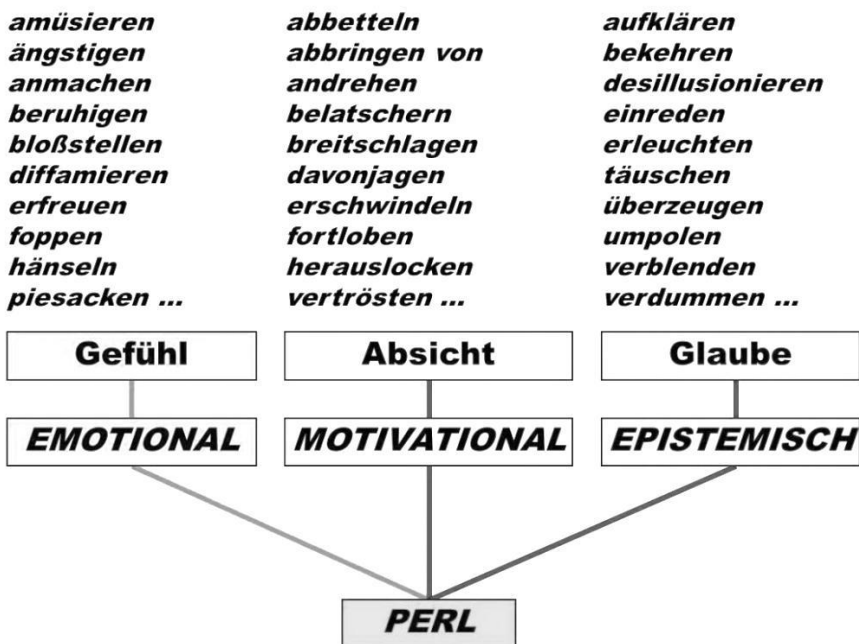 amüsieren abbetteln aufklären
ängstigen abbringen von bekehren
anmachen andrehen desillusionieren
beruhigen belatschern einreden
bloßstellen breitschlagen erleuchten
diffamieren davonjagen täuschen
erfreuen erschwindeln überzeugen
foppen fortloben umpolen
hänseln herauslocken verblenden
piesacken ... vertrösten ... verdummen ...
Gefühl Absicht Glaube
EMOTIONAL MOTIVATIONAL EPISTEMISCH
PERL